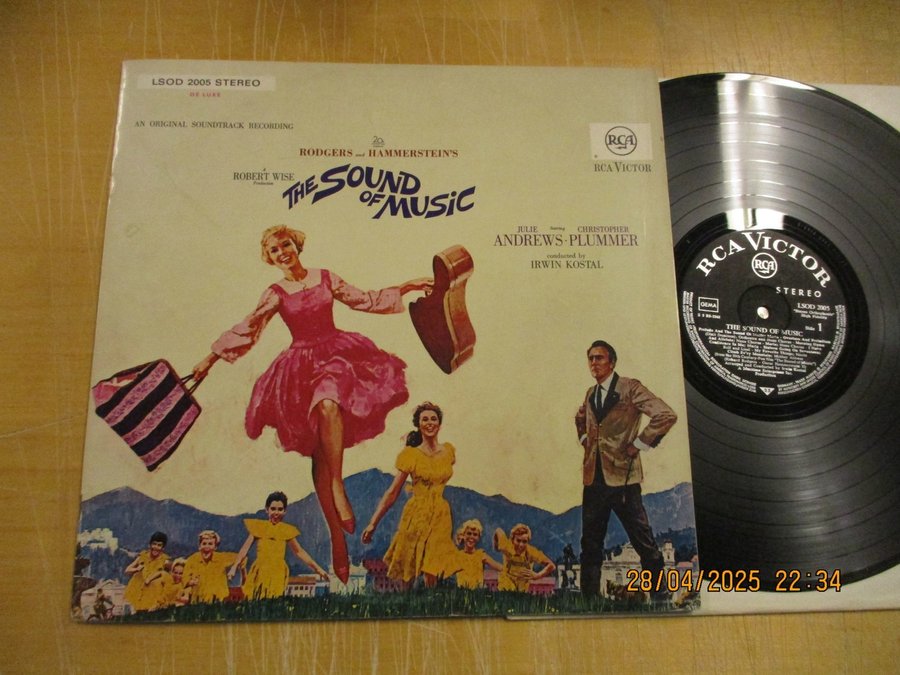 LSOD 2005 STEREO
DE LUXE
AN ORIGINAL SOUNDTRACK RECORDING
RODGERS and HAMMERSTEIN'S
A
ROBERT WISE
Production
THE SOUND
OF MUSIC
RCA
RCA VICTOR
JULIE starring CHRISTOPHER
ANDREWS · PLUMMER
conducted by
IRWIN KOSTAL
RCA VICTOR
RCA
STEREO
GEMA
LSOD 2005
Side 1
THE SOUND OF MUSIC
28/04/2025 22:34